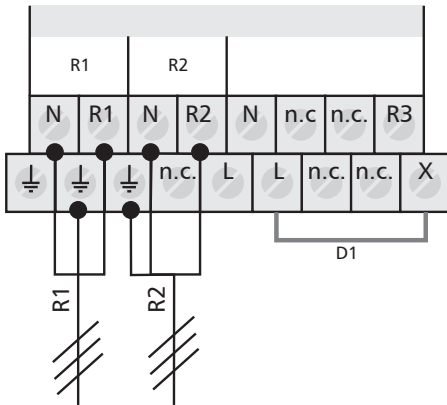 R1 R2
N R1 N R2 N n.c n.c. R3
n.c. L L n.c. n.c. X
D1
R1 R2